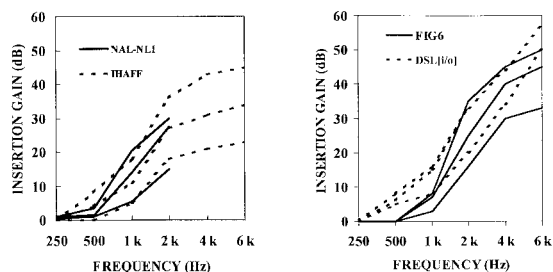 60
50
40
30
20
10
0
INSERTION GAIN (dB)
NAL-NL1
IHAFF
250 500 1 k 2 k 4 k 6 k
FREQUENCY (Hz)
60
50
40
30
20
10
0
INSERTION GAIN (dB)
FIG6
DSL[i/o]
250 500 1 k 2 k 4 k 6 k
FREQUENCY (Hz)